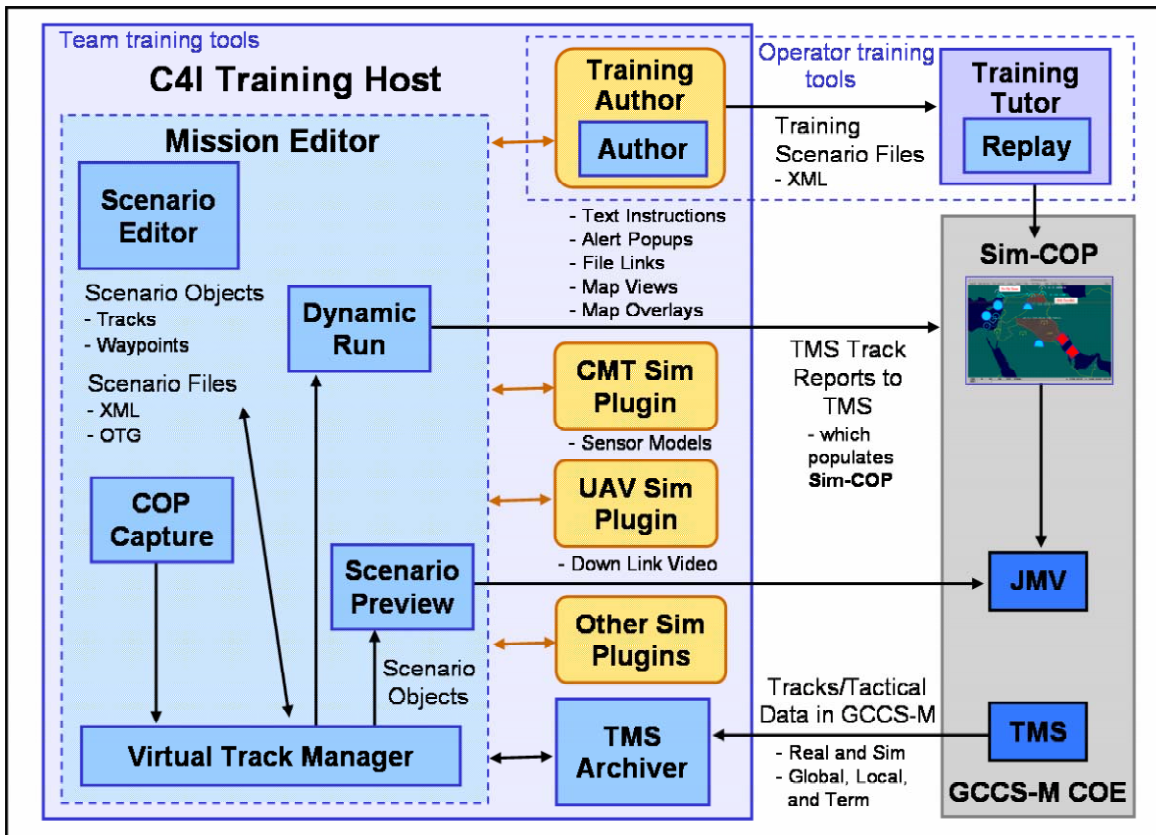 Team training tools
C4I Training Host
Mission Editor
Scenario
Editor
Scenario Objects
- Tracks
- Waypoints
Scenario Files
- XML
- OTG
Dynamic
Run
COP
Capture
Scenario
Preview
Scenario
Objects
Virtual Track Manager
Training
Author
Author
- Text Instructions
- Alert Popups
- File Links
- Map Views
- Map Overlays
CMT Sim
Plugin
- Sensor Models
UAV Sim
Plugin
- Down Link Video
Other Sim
Plugins
TMS
Archiver
Operator training
tools
Training
Scenario Files
- XML
Training
Tutor
Replay
TMS Track
Reports to
TMS
- which
populates
Sim-COP
Tracks/Tactical
Data in GCCS-M
- Real and Sim
- Global, Local,
and Term
Sim-COP
JMV
TMS
GCCS-M COE